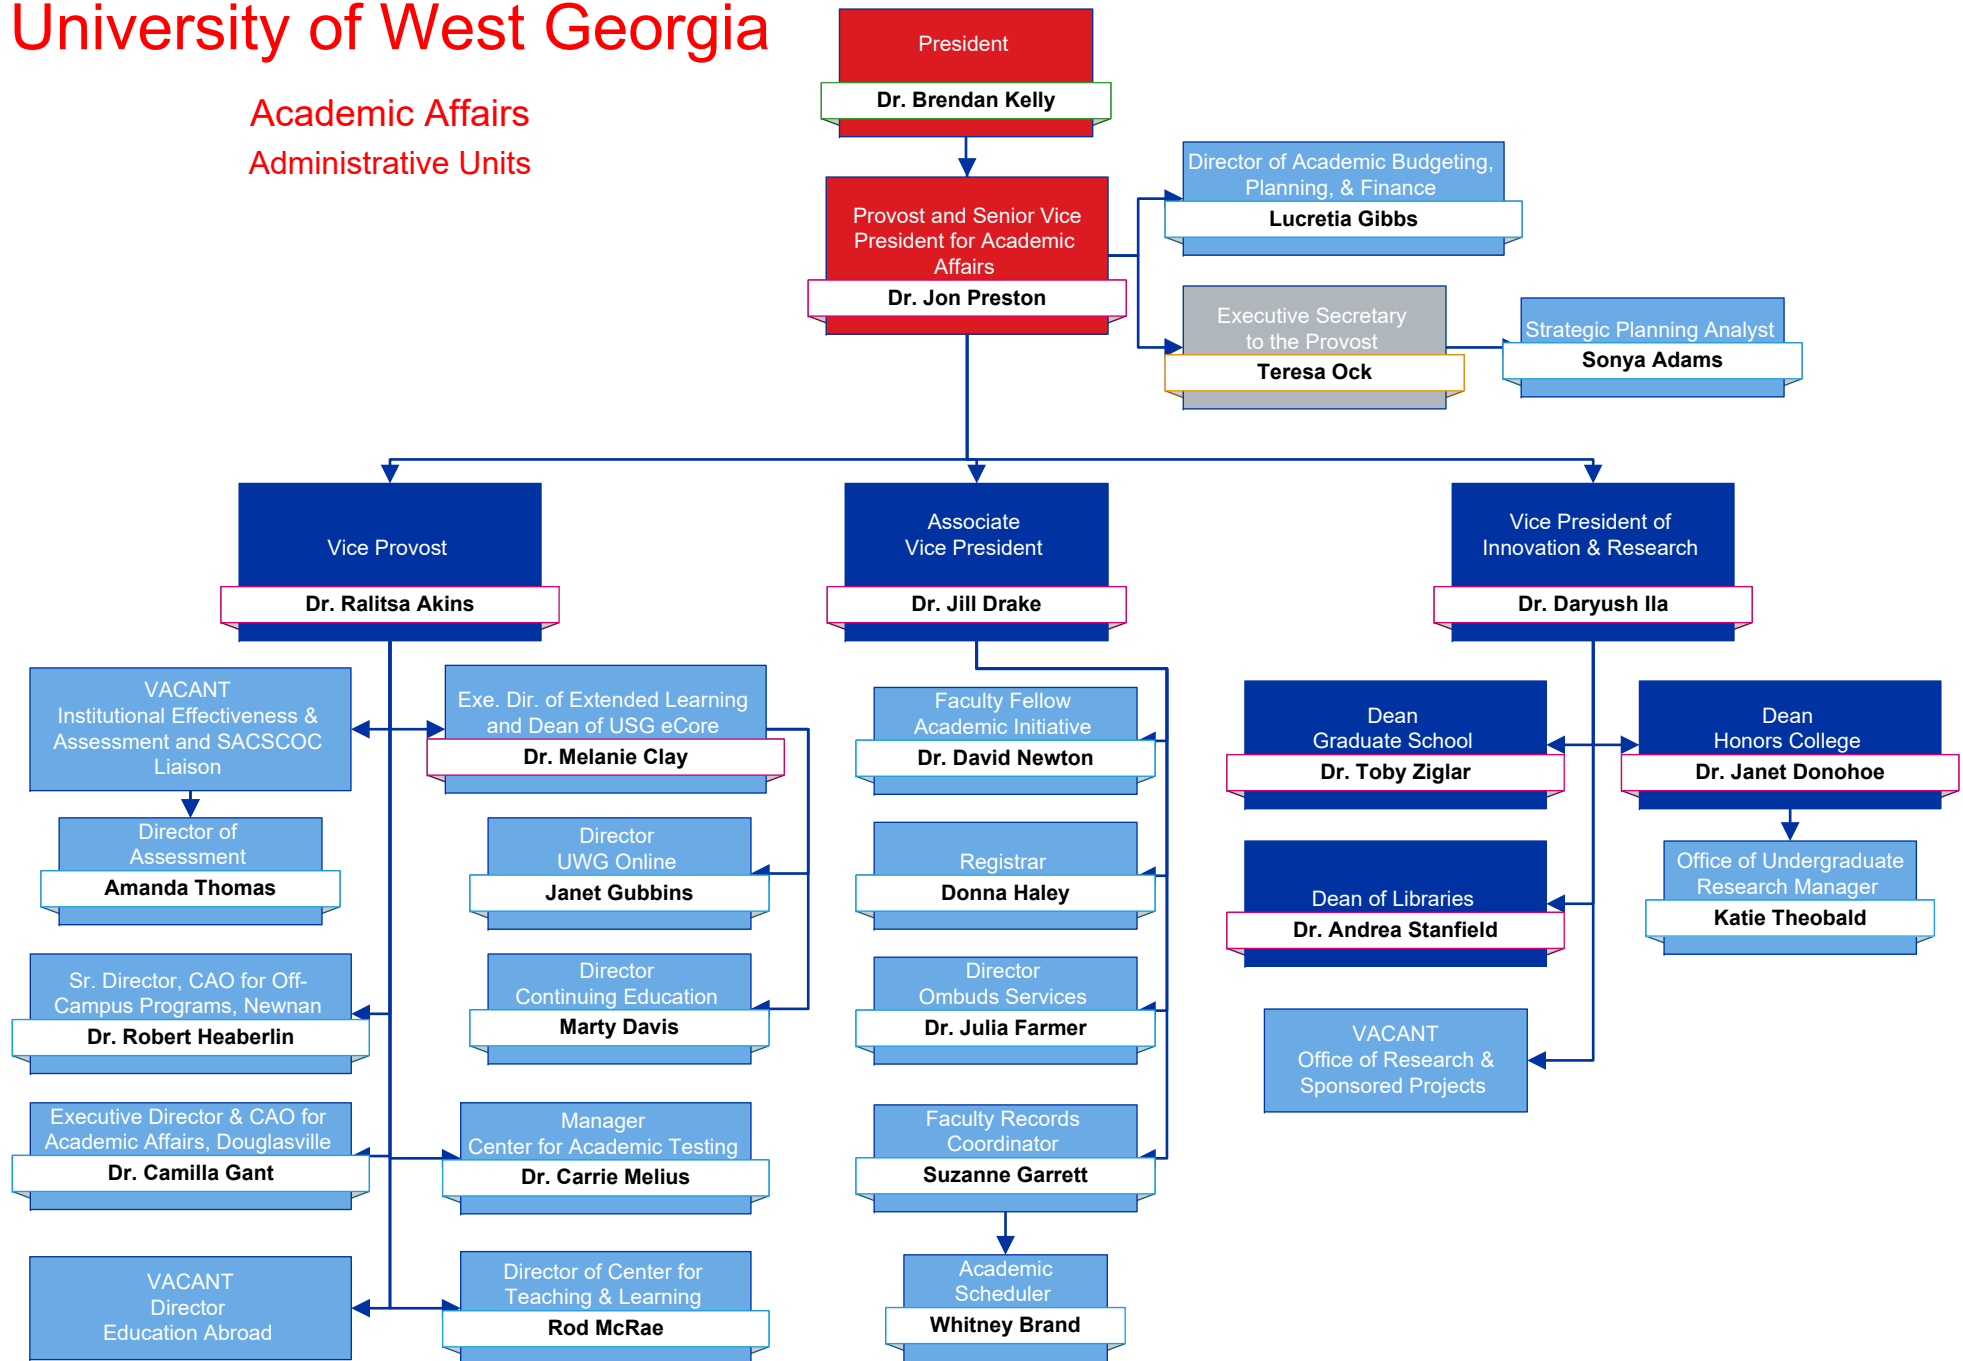 University of West Georgia
Academic Affairs
Administrative Units
President
Dr. Brendan Kelly
Provost and Senior Vice
President for Academic
Affairs
Dr. Jon Preston
Director of Academic Budgeting,
Planning, & Finance
Lucretia Gibbs
Executive Secretary
to the Provost
Teresa Ock
Strategic Planning Analyst
Sonya Adams
Vice Provost
Dr. Ralitsa Akins
Associate
Vice President
Dr. Jill Drake
Vice President of
Innovation & Research
Dr. Daryush Ila
VACANT
Institutional Effectiveness &
Assessment and SACSCOC
Liaison
Director of
Assessment
Amanda Thomas
Sr. Director, CAO for Off-
Campus Programs, Newnan
Dr. Robert Heaberlin
Executive Director & CAO for
Academic Affairs, Douglasville
Dr. Camilla Gant
VACANT
Director
Education Abroad
Exe. Dir. of Extended Learning
and Dean of USG eCore
Dr. Melanie Clay
Director
UWG Online
Janet Gubbins
Director
Continuing Education
Marty Davis
Manager
Center for Academic Testing
Dr. Carrie Melius
Director of Center for
Teaching & Learning
Rod McRae
Faculty Fellow
Academic Initiative
Dr. David Newton
Registrar
Donna Haley
Director
Ombuds Services
Dr. Julia Farmer
Faculty Records
Coordinator
Suzanne Garrett
Academic
Scheduler
Whitney Brand
Dean
Graduate School
Dr. Toby Ziglar
Dean of Libraries
Dr. Andrea Stanfield
VACANT
Office of Research &
Sponsored Projects
Dean
Honors College
Dr. Janet Donohoe
Office of Undergraduate
Research Manager
Katie Theobald